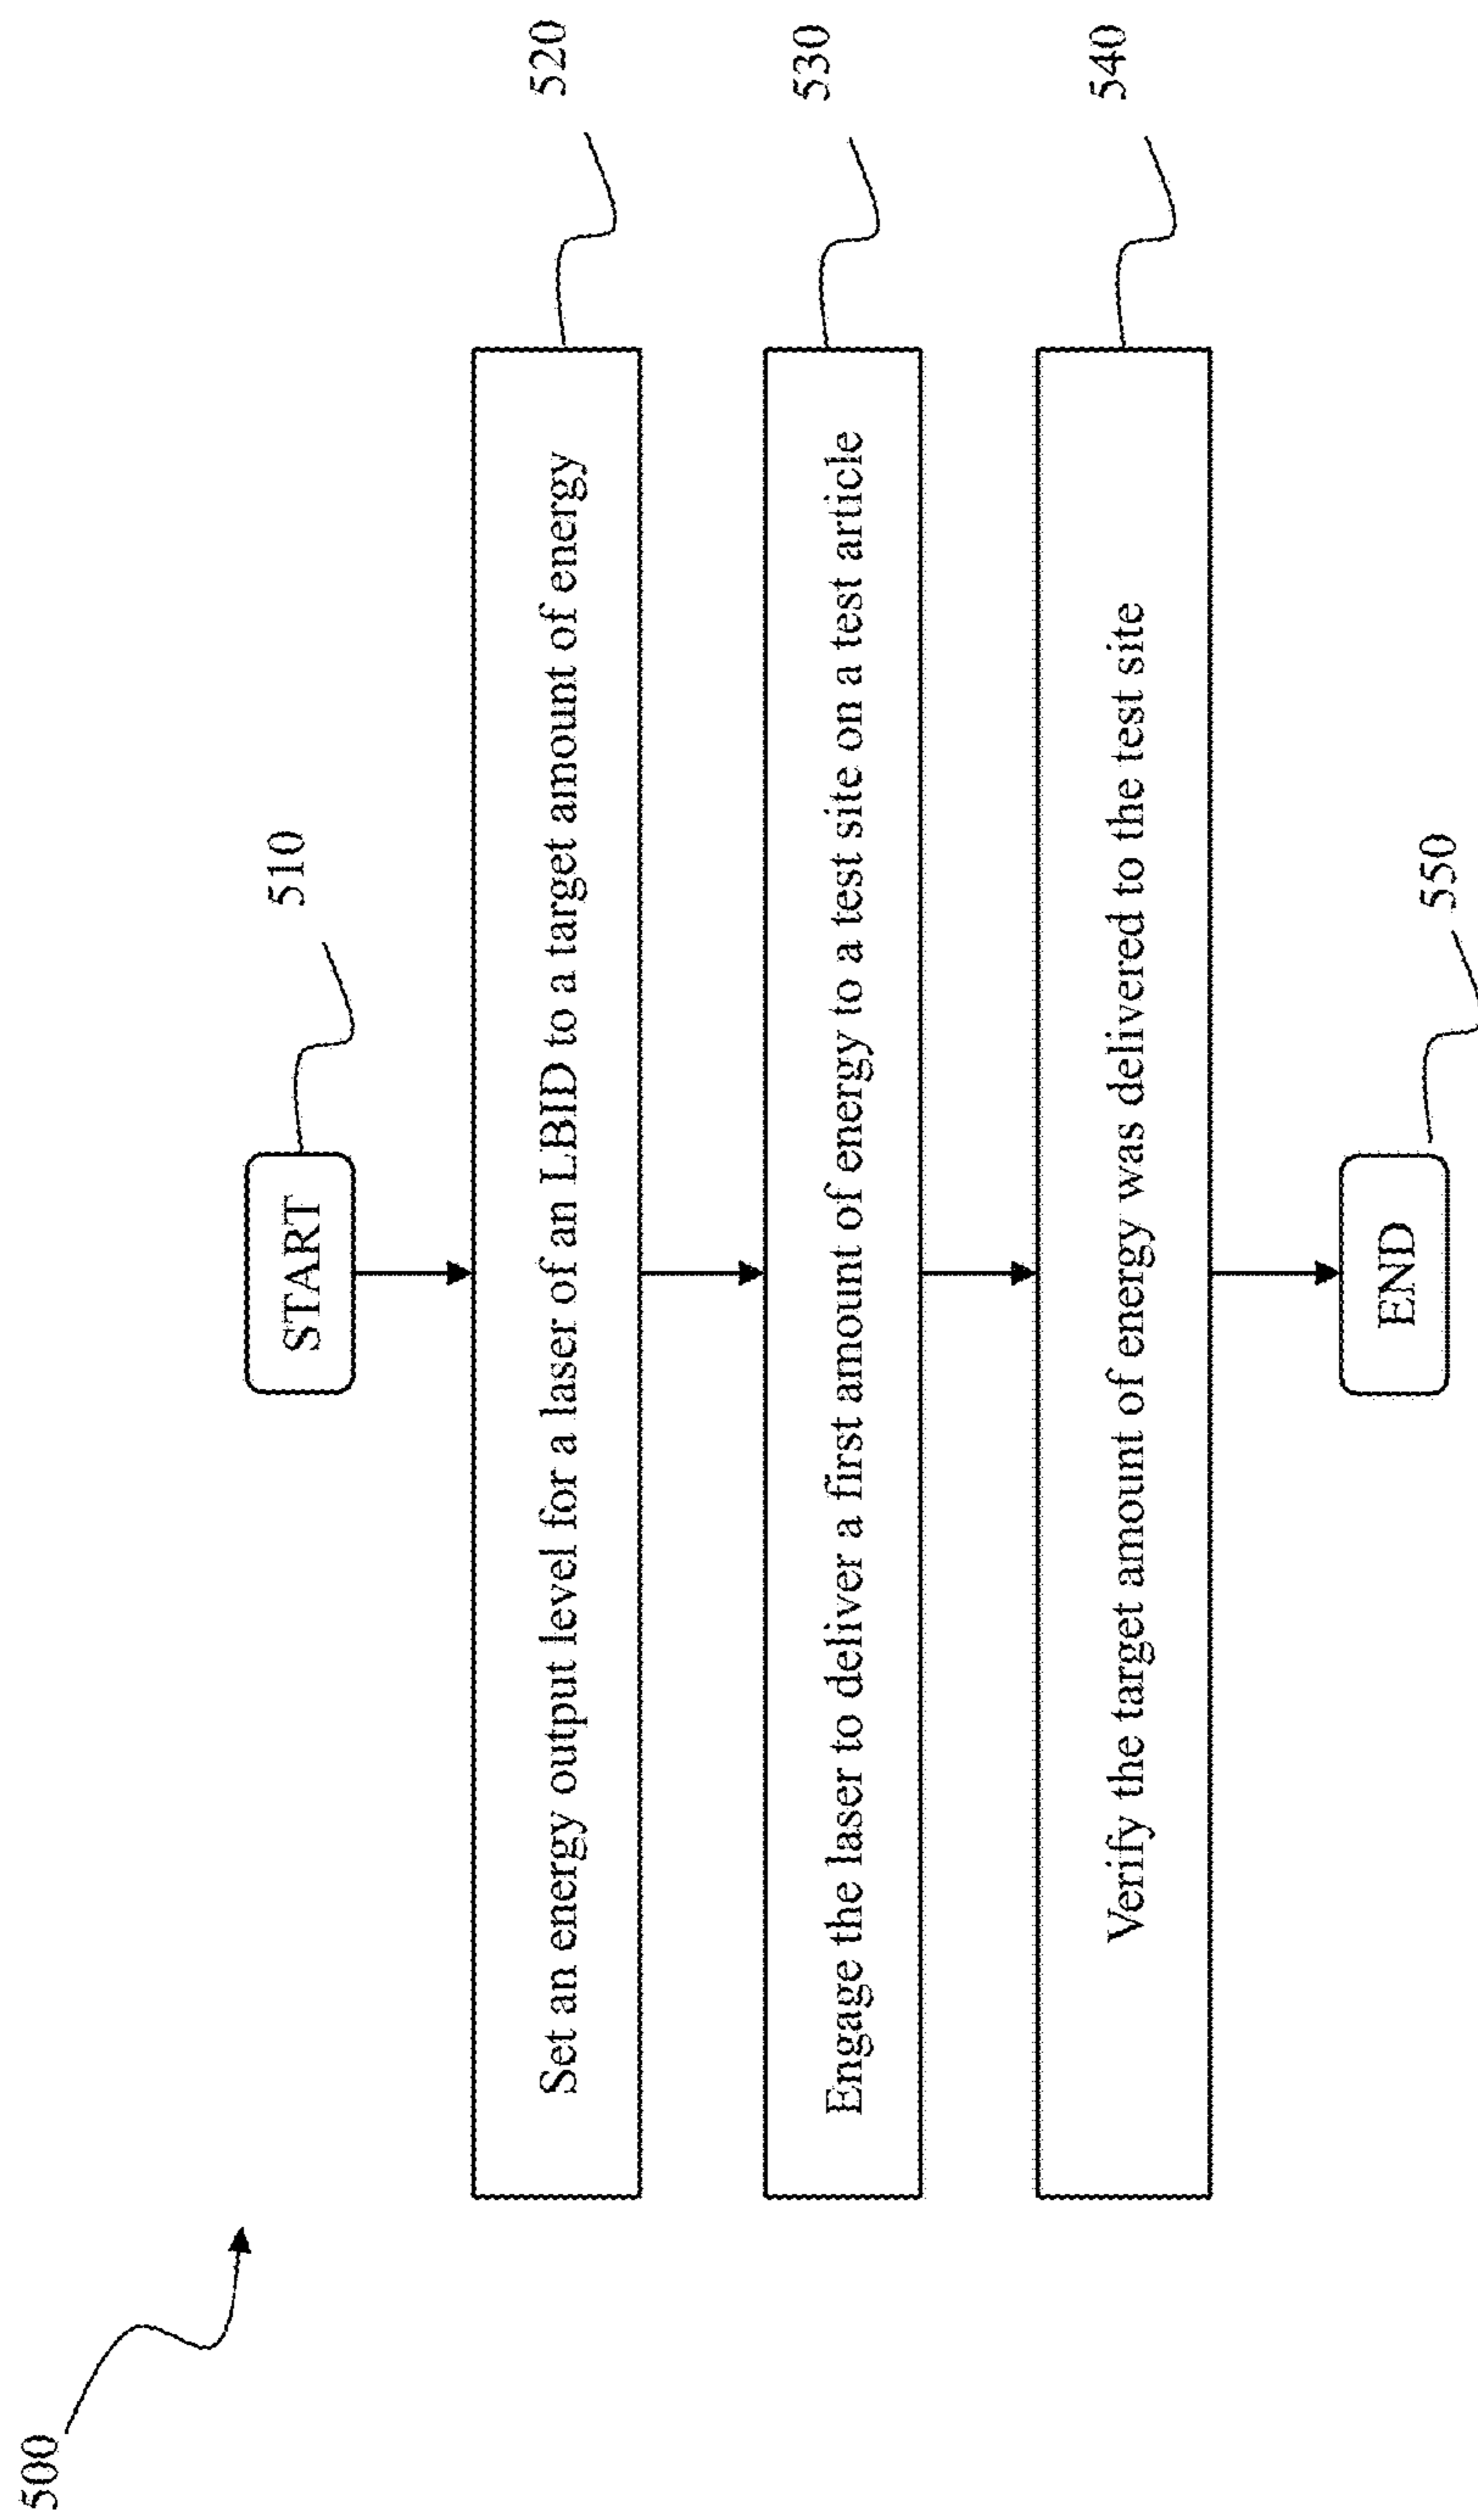 500
START
510
Set an energy output level for a laser of an LBID to a target amount of energy
520
Engage the laser to deliver a first amount of energy to a test site on a test article
530
Verify the target amount of energy was delivered to the test site
540
END
550